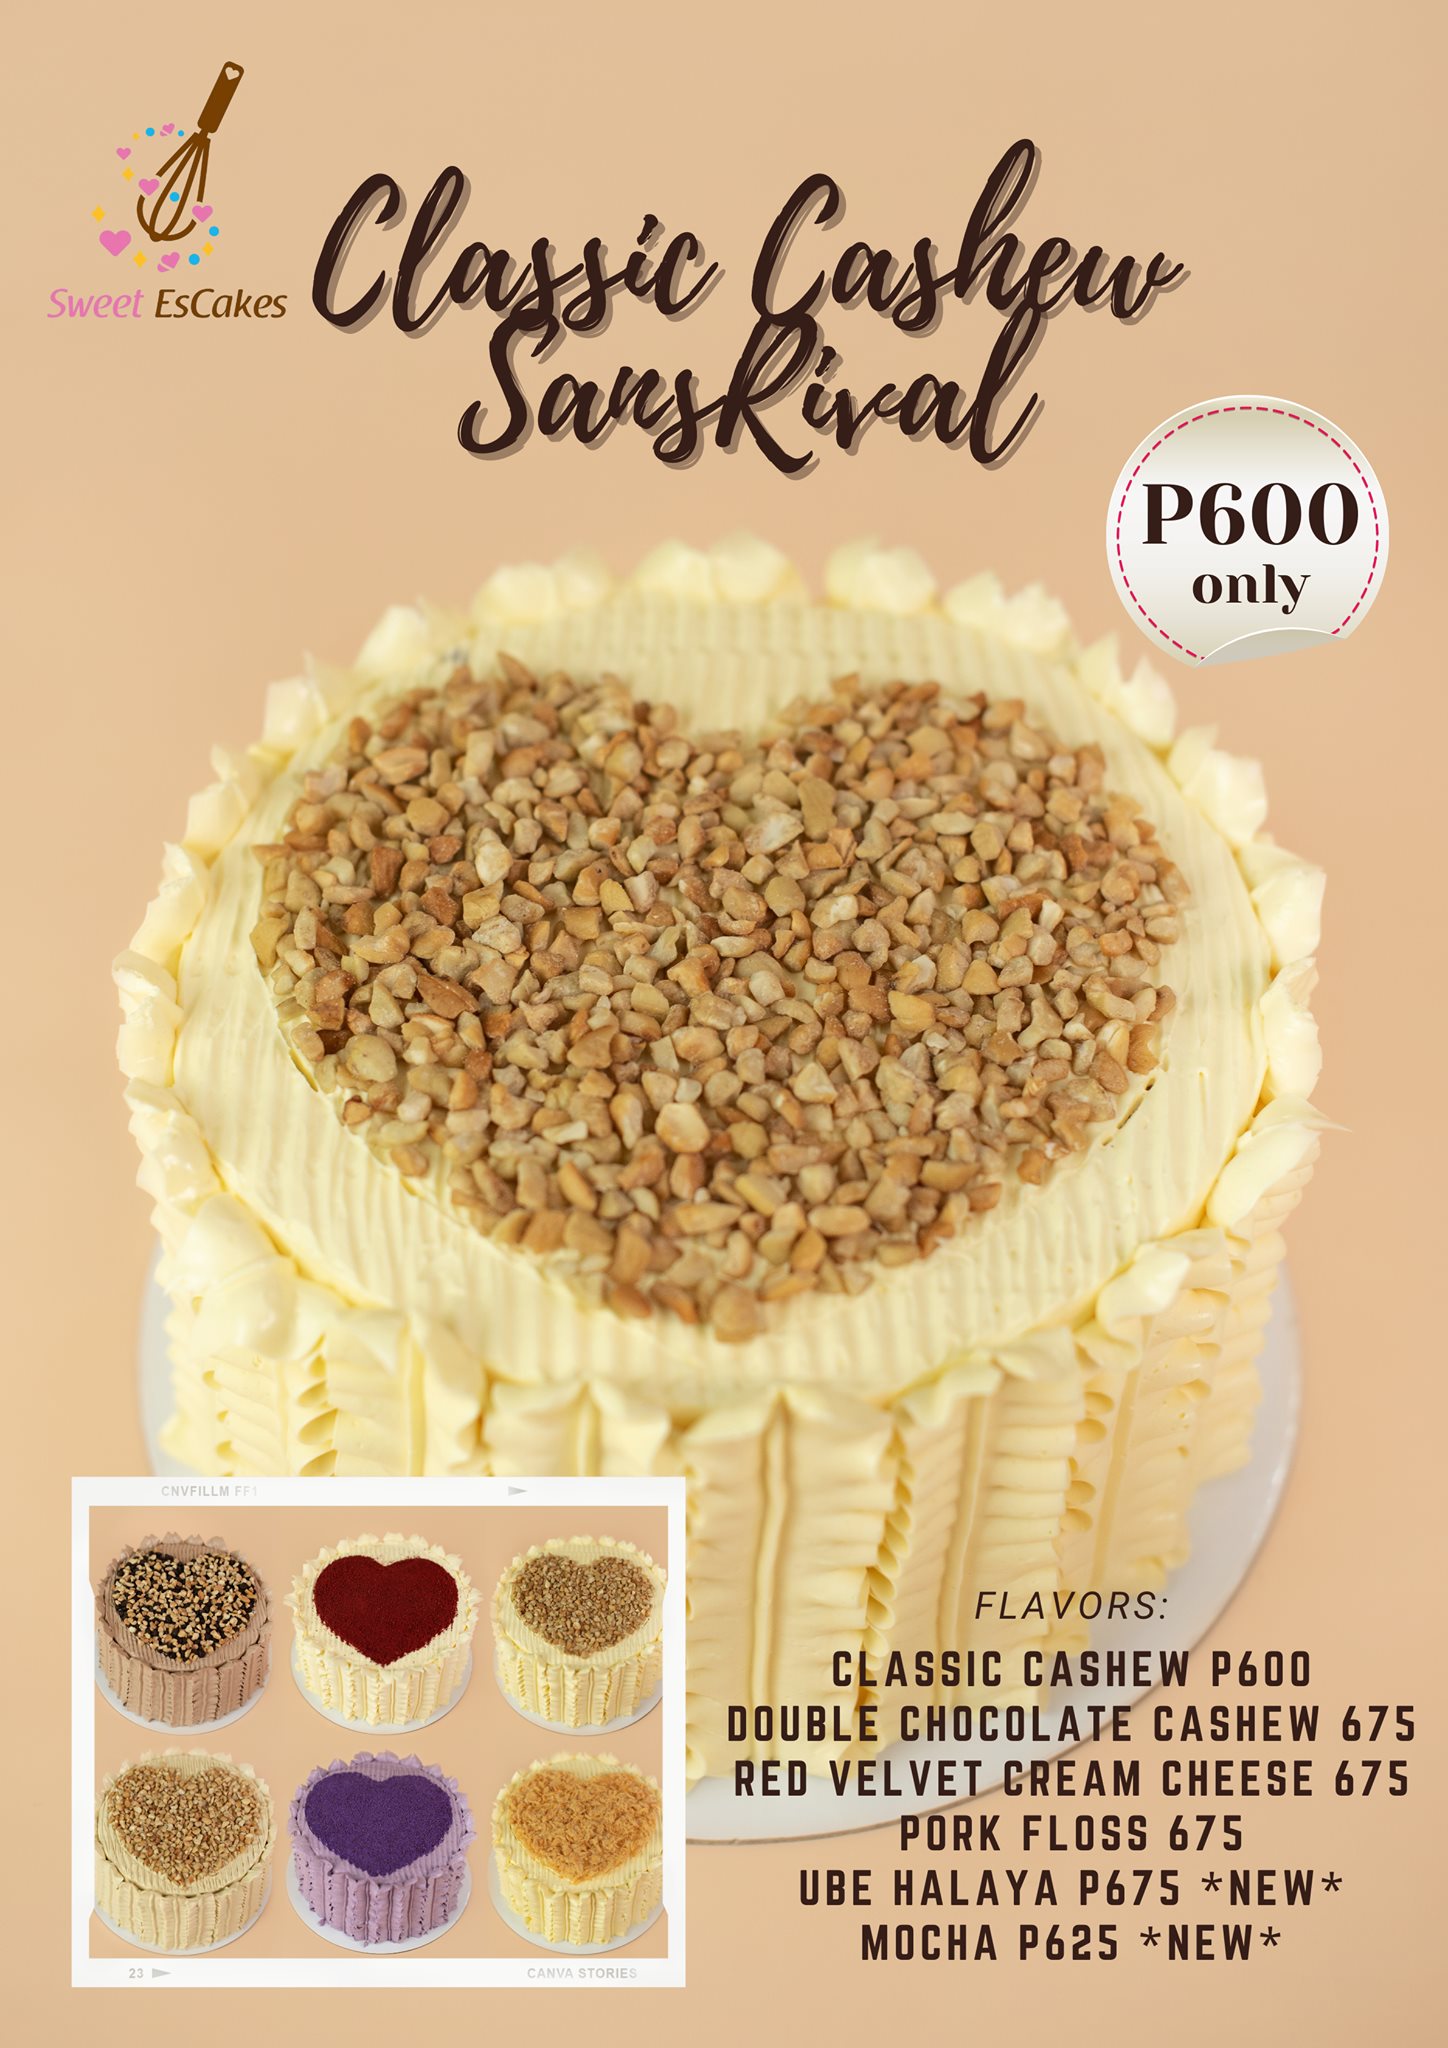 Sweet EsCakes
Classic Cashew
SansRival
P600
only
CNVFILLM FF1
23
CANVA STORIES
FLAVORS:
CLASSIC CASHEW P600
DOUBLE CHOCOLATE CASHEW 675
RED VELVET CREAM CHEESE 675
PORK FLOSS 675
UBE HALAYA P675 *NEW*
MOCHA P625 *NEW*